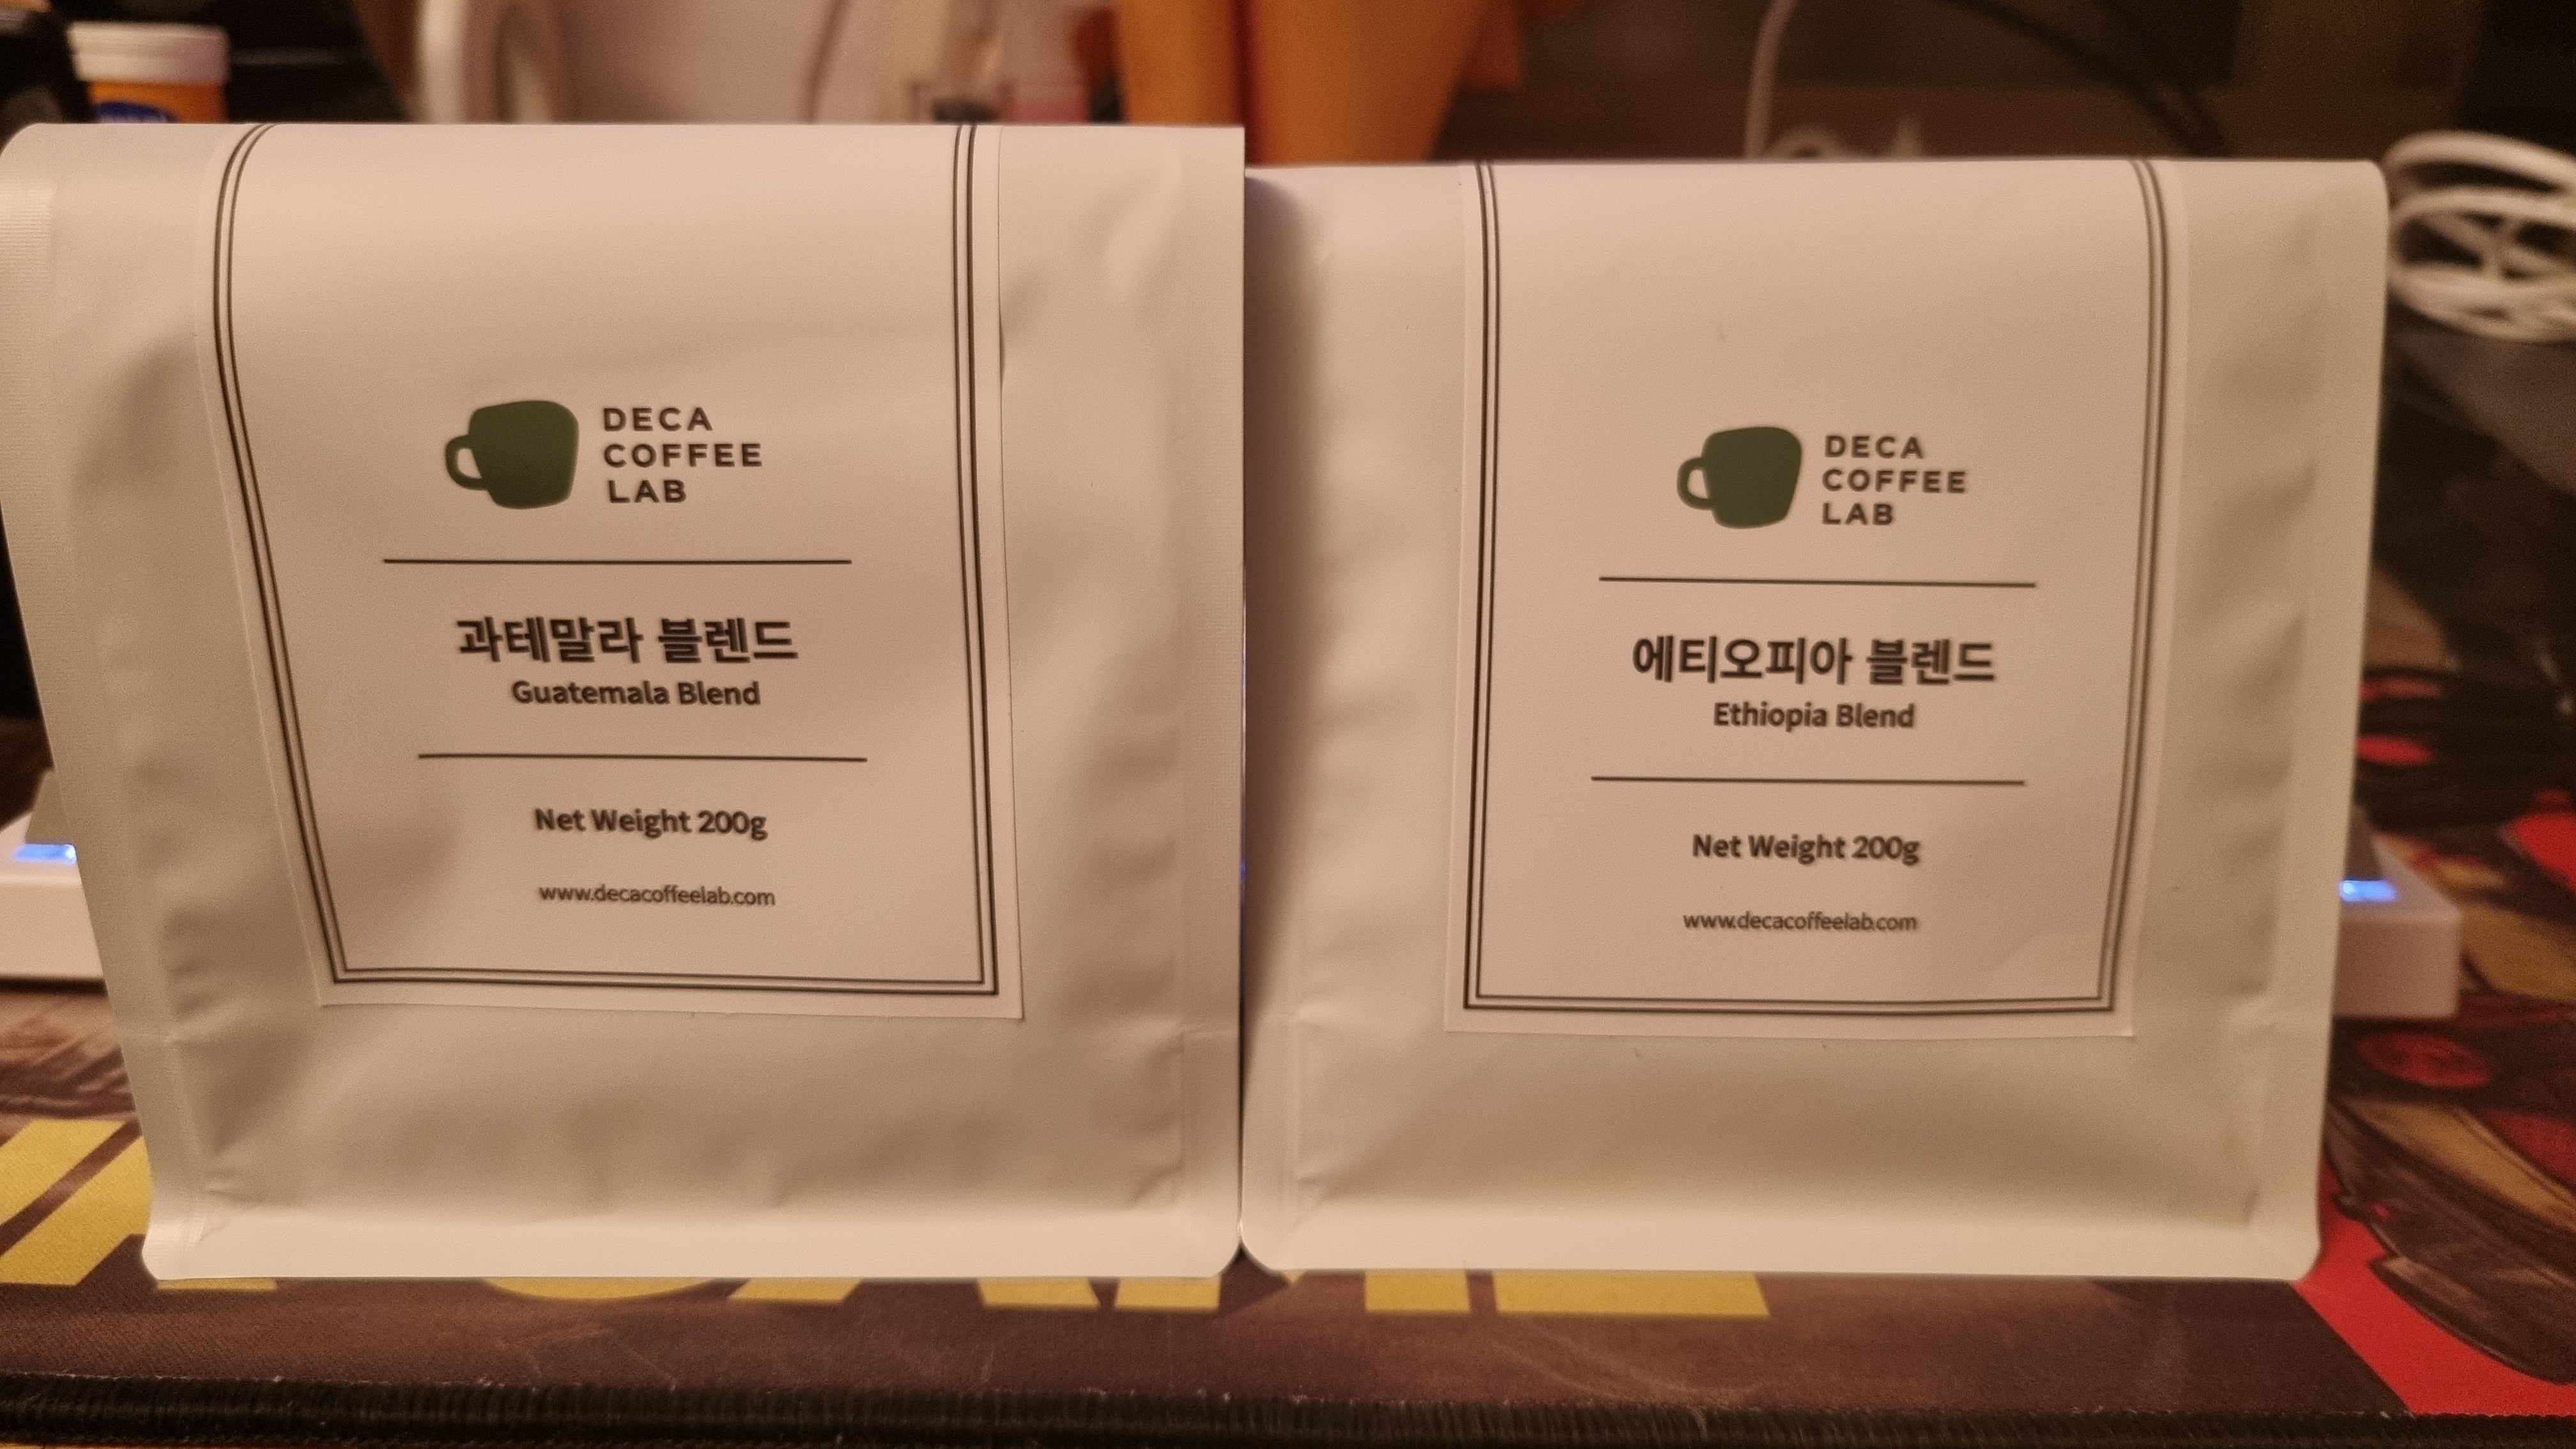 DECA
COFFEE
LAB
과테말라 블렌드
Guatemala Blend
Net Weight 200g
www.decacoffeelab.com
DECA
COFFEE
LAB
에티오피아 블렌드
Ethiopia Blend
Net Weight 200g
www.decacoffeelab.com